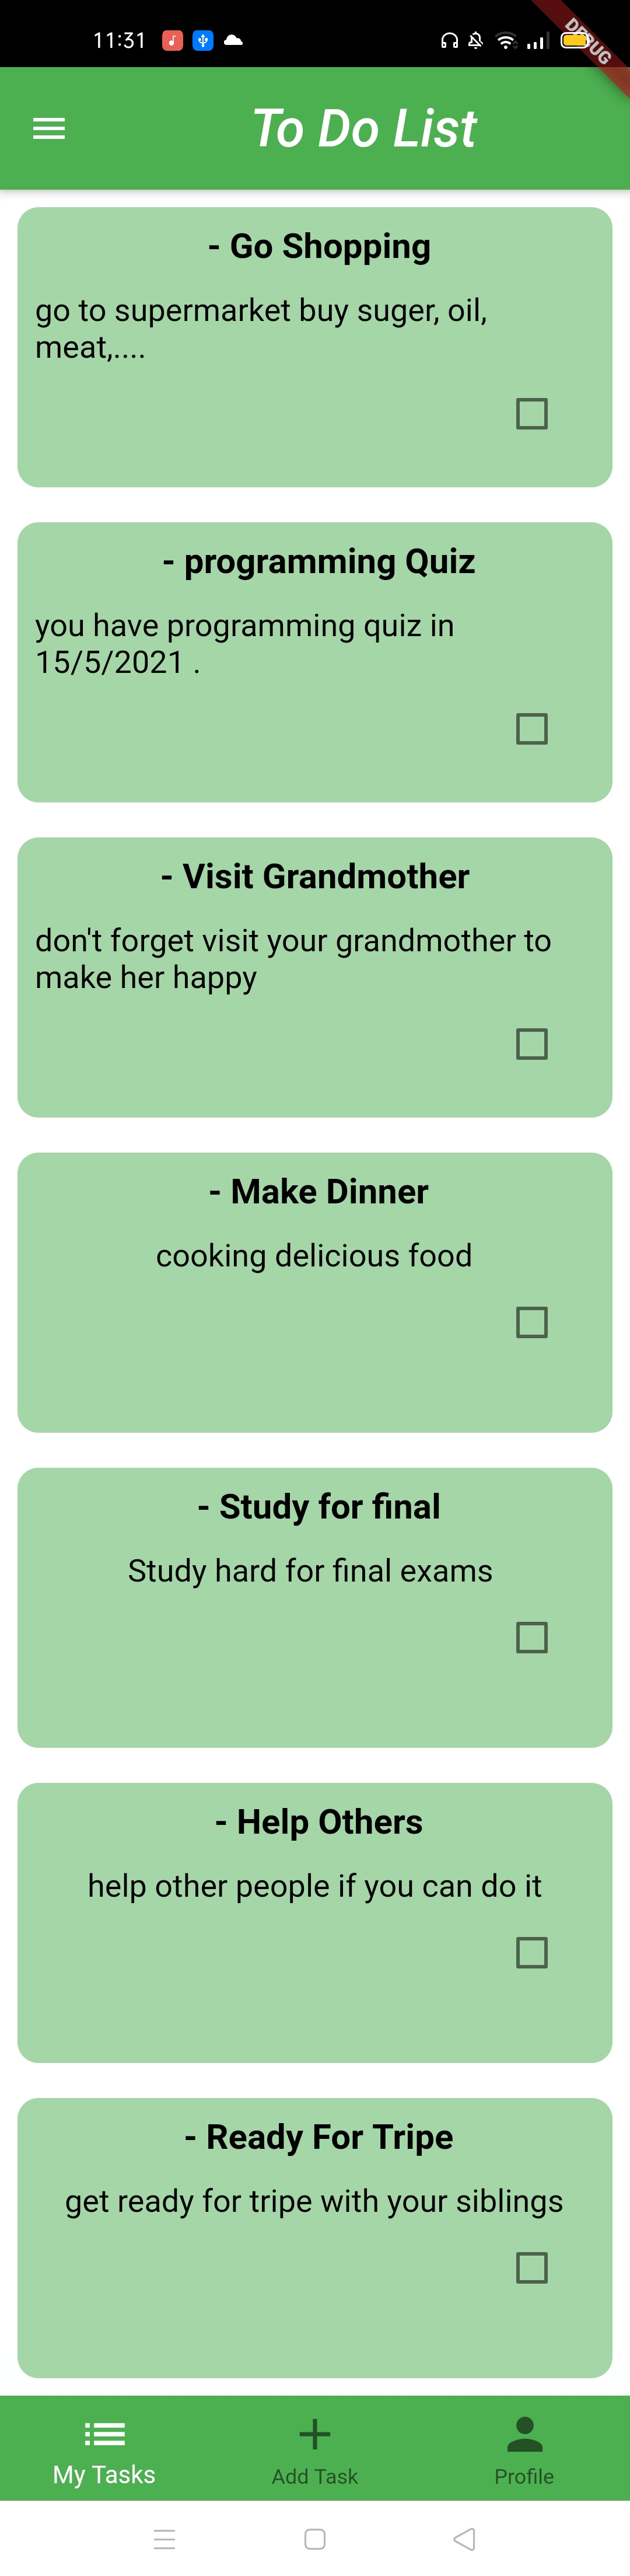 11:31
DEBUG
To Do List
- Go Shopping
go to supermarket buy suger, oil,
meat,....
- programming Quiz
you have programming quiz in
15/5/2021 .
- Visit Grandmother
don't forget visit your grandmother to
make her happy
- Make Dinner
cooking delicious food
- Study for final
Study hard for final exams
- Help Others
help other people if you can do it
- Ready For Tripe
get ready for tripe with your siblings
My Tasks
Add Task
Profile